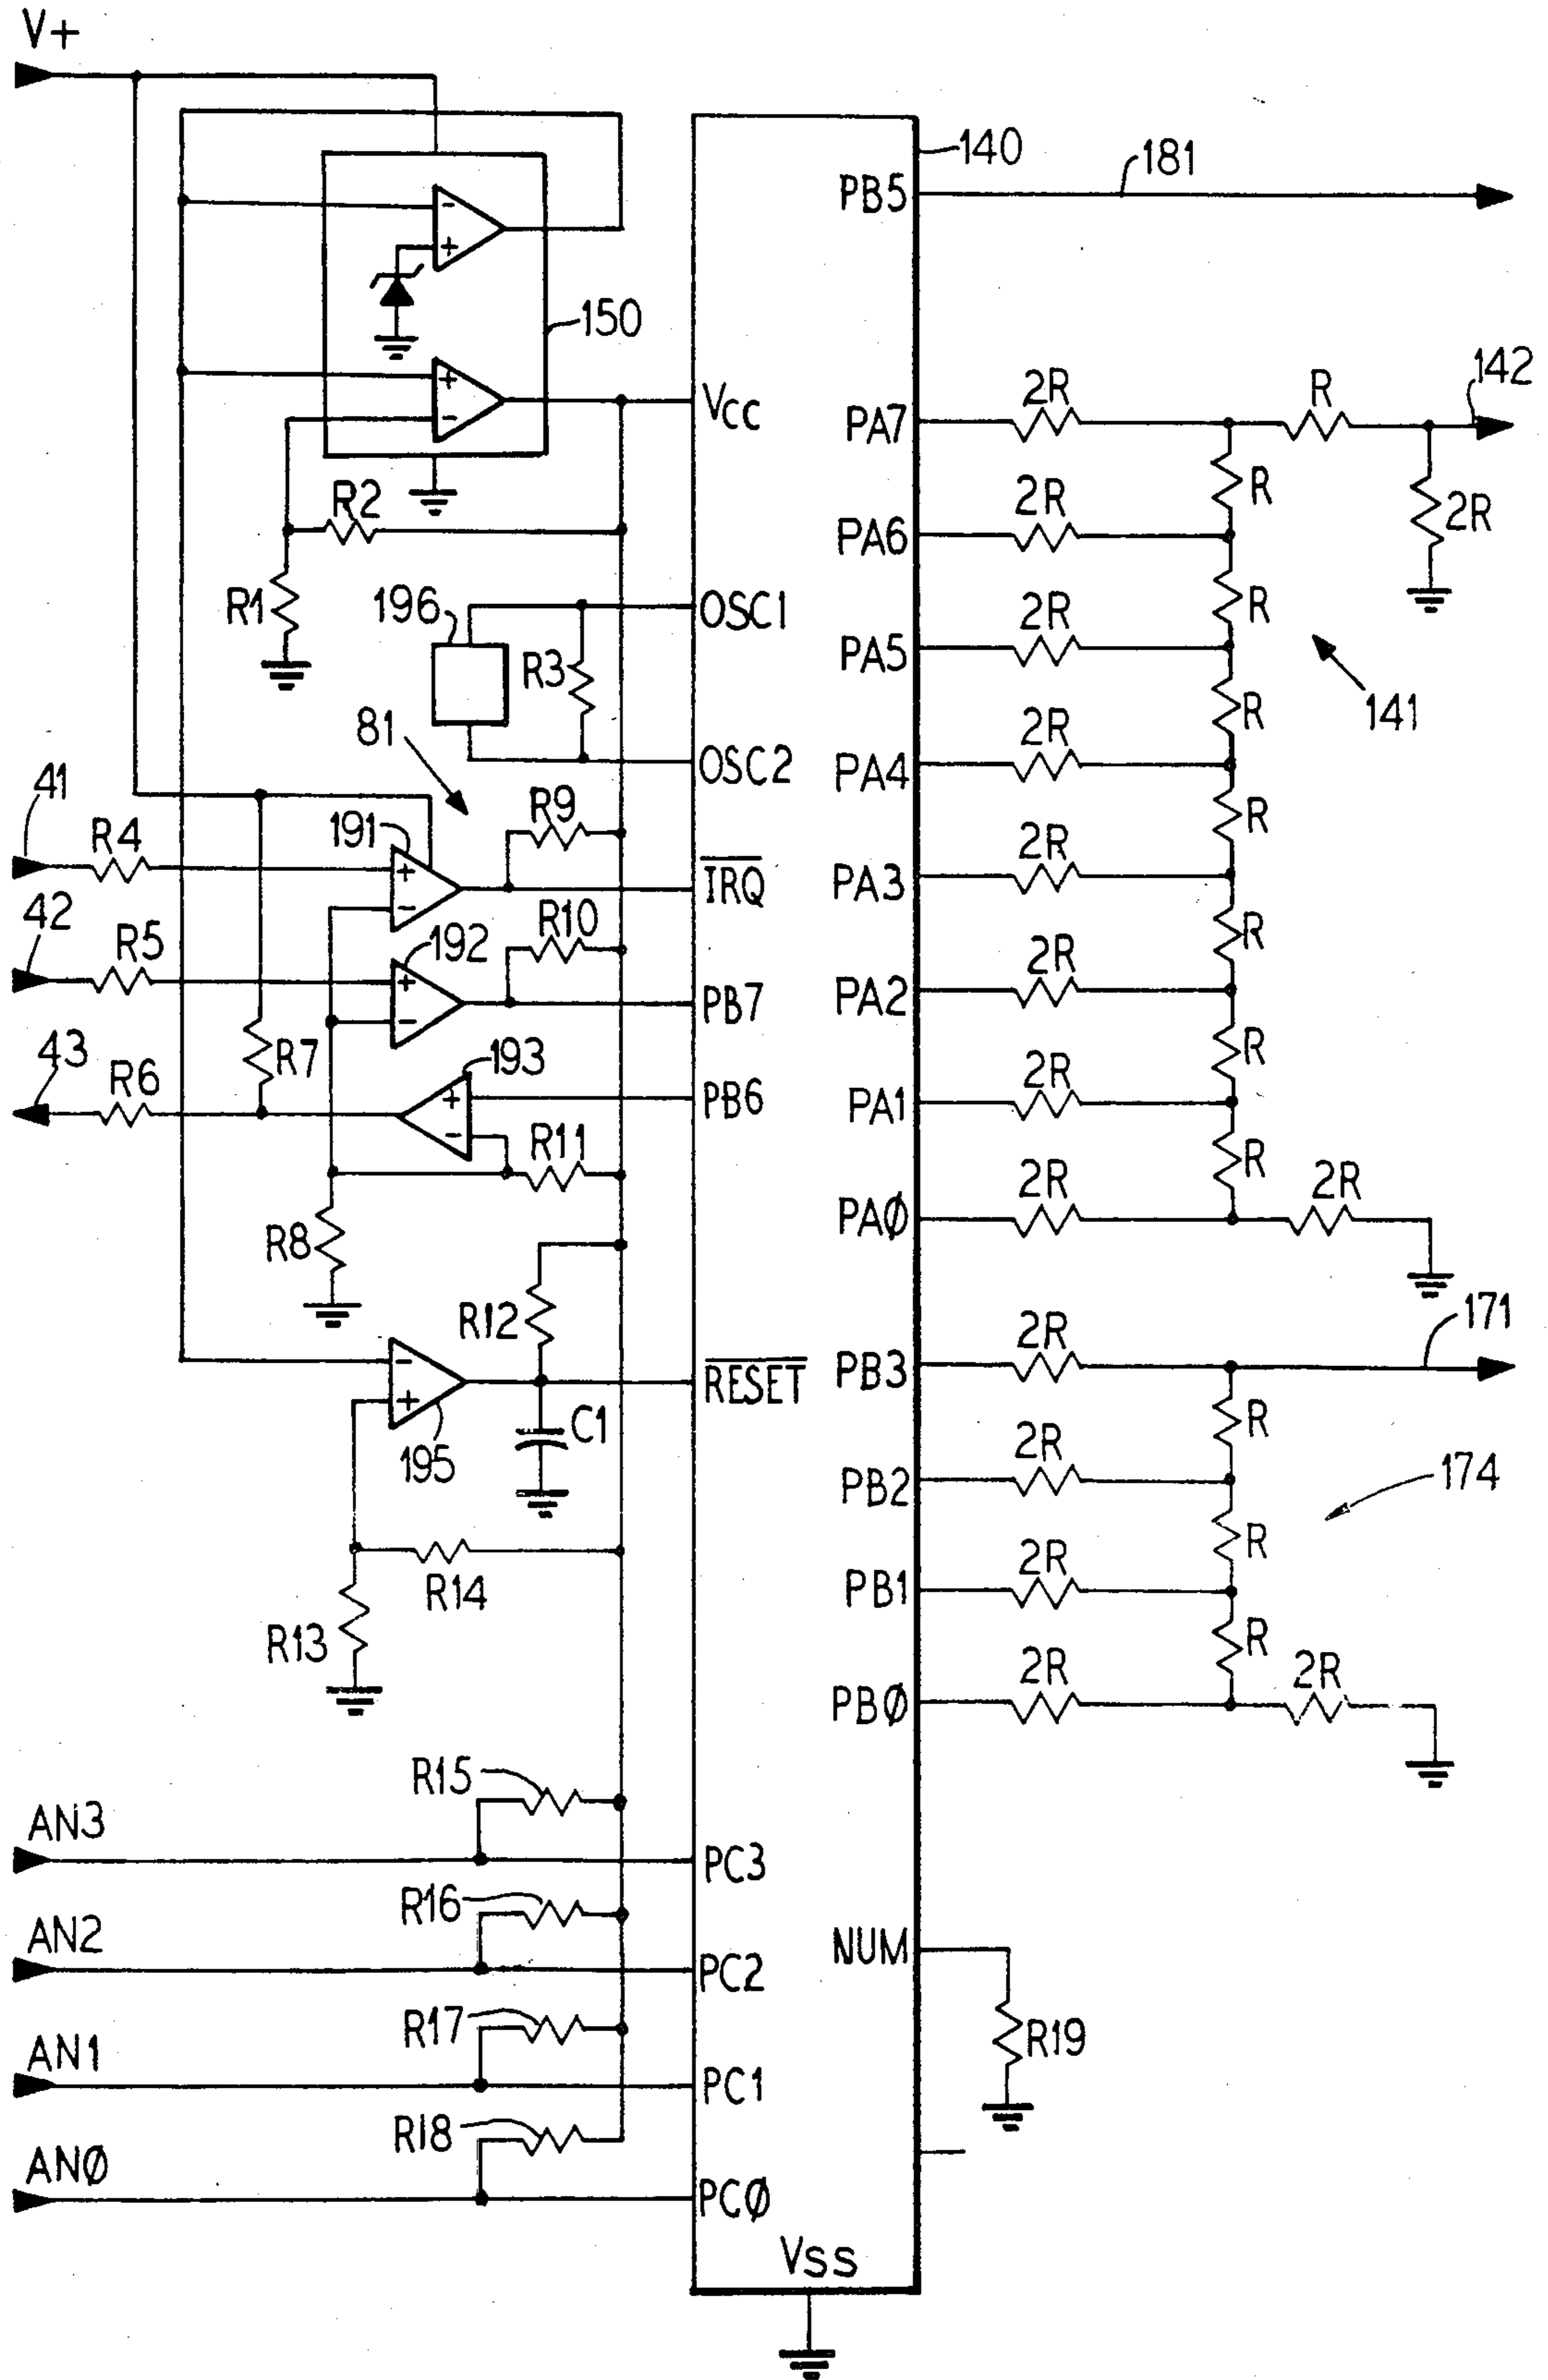 V+
140
181
PB5
150
142
2R
R
VCC
PA7
R2
R
2R
2R
PA6
R1
196
OSC1
R
2R
R3
PA5
141
81
2R
R
OSC2
PA4
41
R9
R4
191
R
2R
IRQ
PA3
42
R10
R5
192
R
2R
PB7
PA2
43
R7
193
R
R6
2R
PB6
PA1
R11
R
2R
2R
R8
PAØ
171
R12
2R
RESET
PB3
C1
R
195
2R
174
PB2
R
R14
2R
PB1
R13
R
2R
2R
PBØ
R15
AN3
PC3
R16
AN2
NUM
PC2
R17
R19
AN1
PC1
R18
ANØ
PCØ
VSS
+
-
+
-
+
-
+
-
+
-
-
+